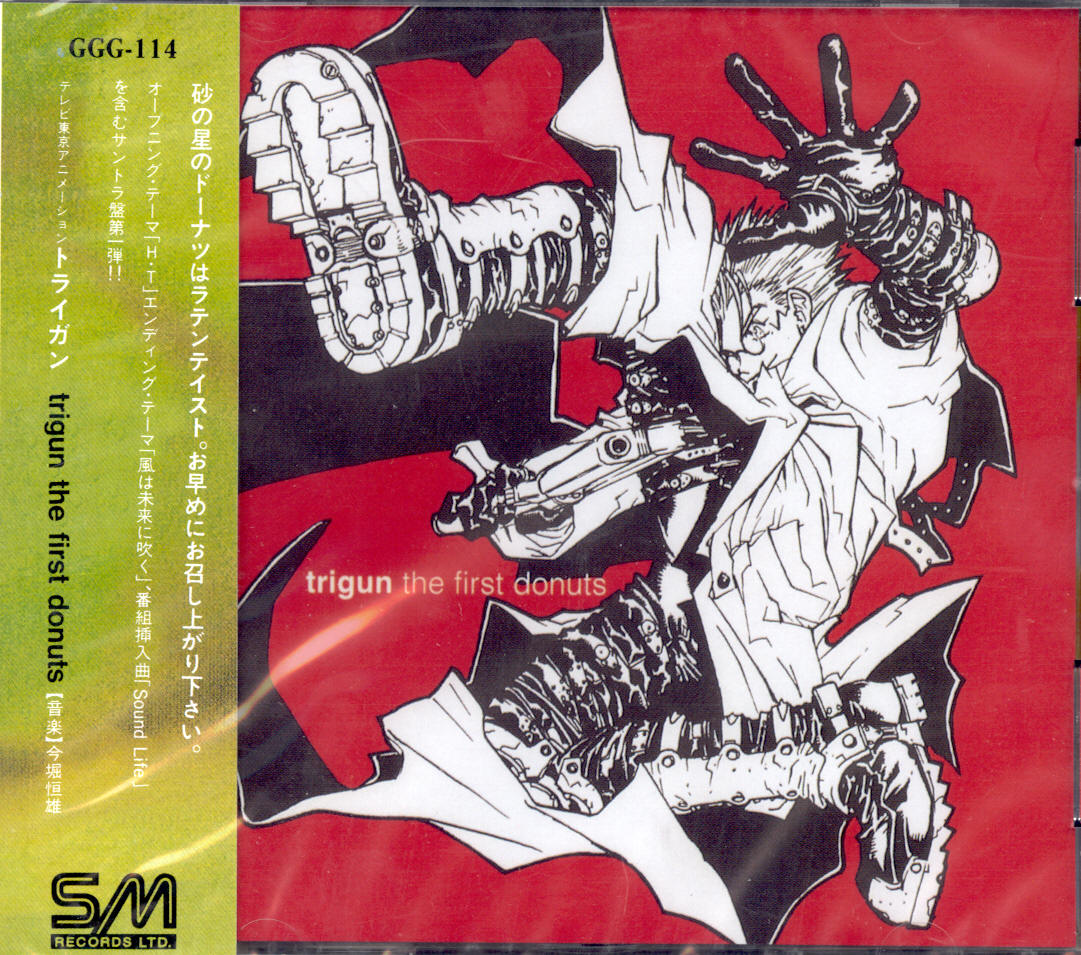 GGG-114
砂の星のドーナツはラテンテイスト。お早めにお召し上がり下さい。
オープニング・テーマ「H・T」エンディング・テーマ「風は未来に吹く」、番組挿入曲「Sound Life」
を含むサントラ盤第一弾!!
テレビ東京アニメーション トライガン trigun the first donuts 【音楽】今堀恒雄
S/M
RECORDS LTD.
trigun the first donuts